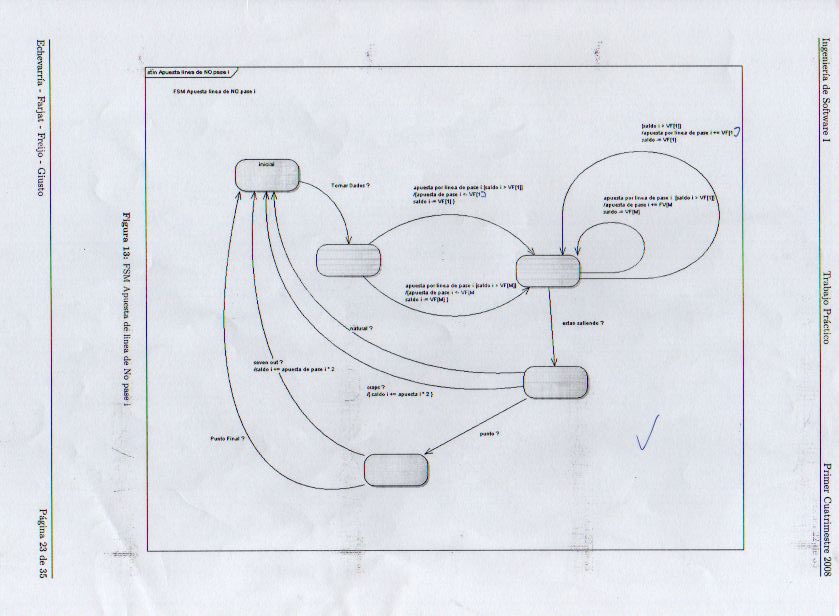 Ingeniería de Software I
Trabajo Práctico
Primer Cuatrimestre 2008
stm Apuesta linea de NO pase i
FSM Apuesta linea de NO pase i
inicial
Tomar Dados ?
apuesta por linea de pase i [saldo i > VF[1]]
/{apuesta de pase i <- VF[1]
saldo i -= VF[1] }
[saldo i > VF[1]]
/apuesta por linea de pase i += VF[1]
saldo -= VF[1]
apuesta por linea de pase i [saldo i > VF[1]]
/apuesta de pase i += FV[M
saldo -= VF[M]
apuesta por linea de pase i [saldo i > VF[M]]
/{apuesta de pase i <- VF[M
saldo i -= VF[M] }
estas saliendo ?
natural ?
seven out ?
/saldo i += apuesta de pase i * 2
craps ?
/{ saldo i += apuesta i * 2 }
punto ?
Punto Final ?
Figura 13: FSM Apuesta de linea de No pase i
Echevarría - Farjat - Freijo - Giusto
Página 23 de 35